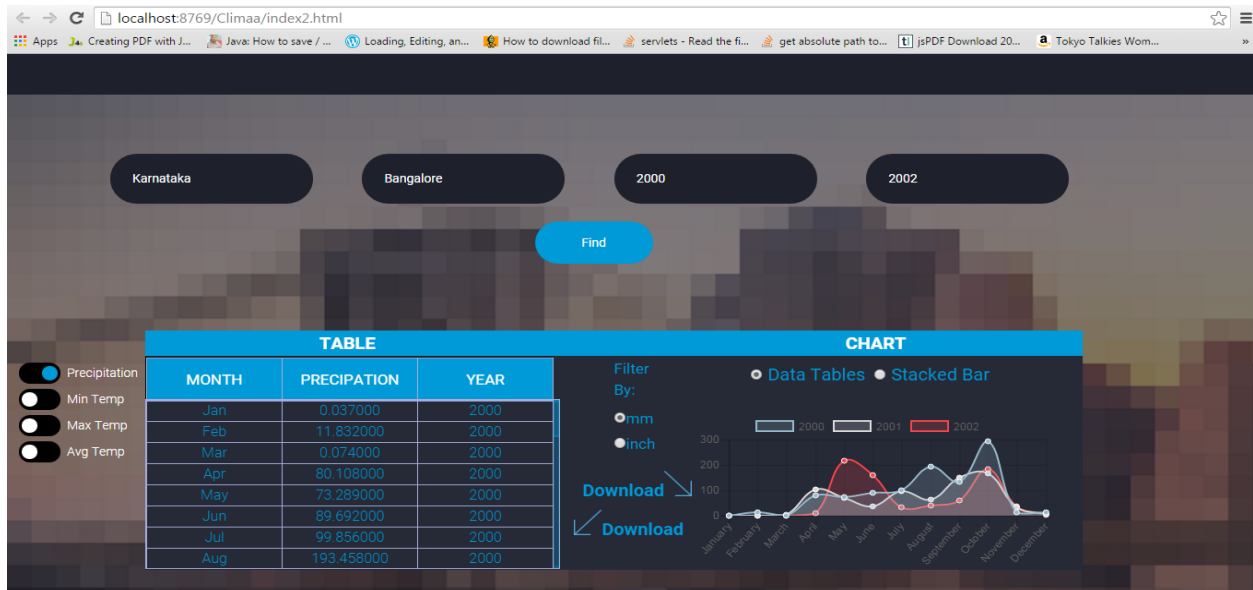 localhost:8769/Climaa/index2.html
Apps Creating PDF with J... Java: How to save / ... Loading, Editing, an... How to download fil... servlets - Read the fi... get absolute path to... t| jsPDF Download 20... a Tokyo Talkies Wom... »
Karnataka Bangalore 2000 2002
Find
TABLE CHART
Precipitation
Min Temp
Max Temp
Avg Temp
MONTH PRECIPATION YEAR
Jan 0.037000 2000
Feb 11.832000 2000
Mar 0.074000 2000
Apr 80.108000 2000
May 73.289000 2000
Jun 89.692000 2000
Jul 99.856000 2000
Aug 193.458000 2000
Filter
By:
mm
inch
Download
Download
Data Tables Stacked Bar
2000 2001 2002
300
200
100
0
January February March April May June July August September October November December